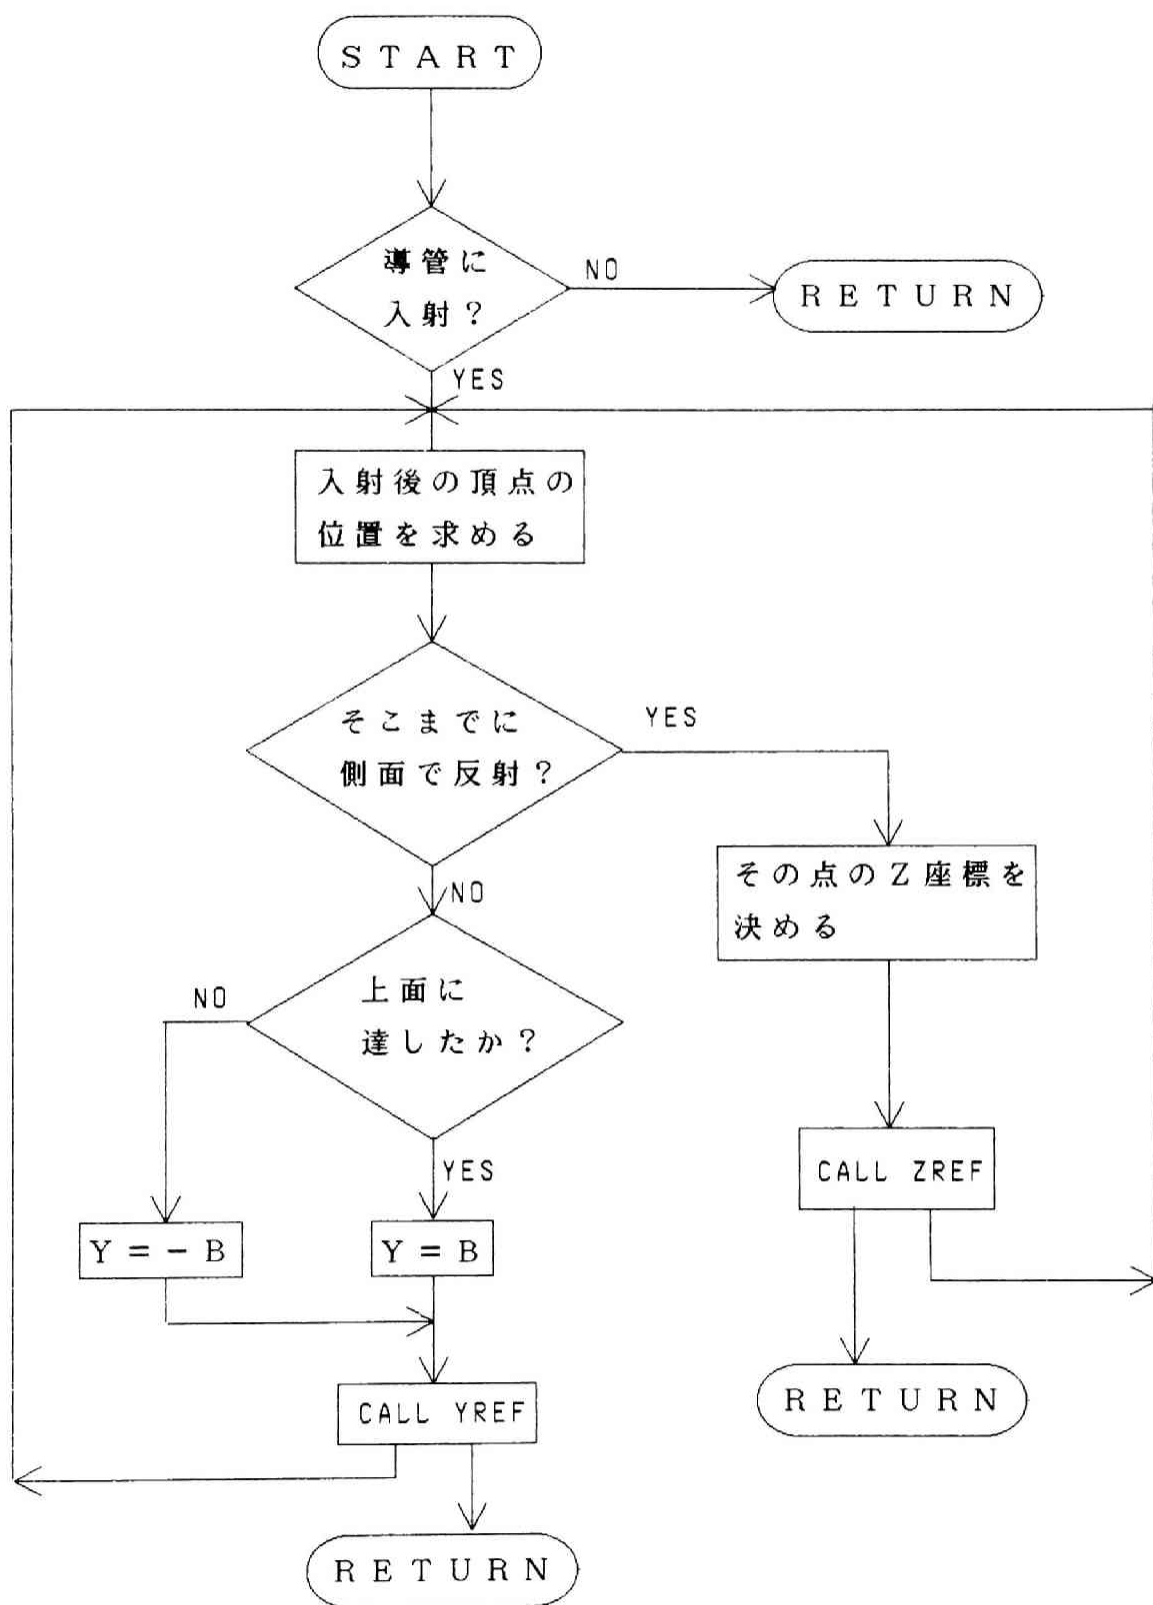 START
導管に
入射？
NO
RETURN
YES
入射後の頂点の
位置を求める
そこまでに
側面で反射？
YES
NO
その点のZ座標を
決める
上面に
達したか？
NO
YES
CALL ZREF
Y = - B
Y = B
CALL YREF
RETURN
RETURN